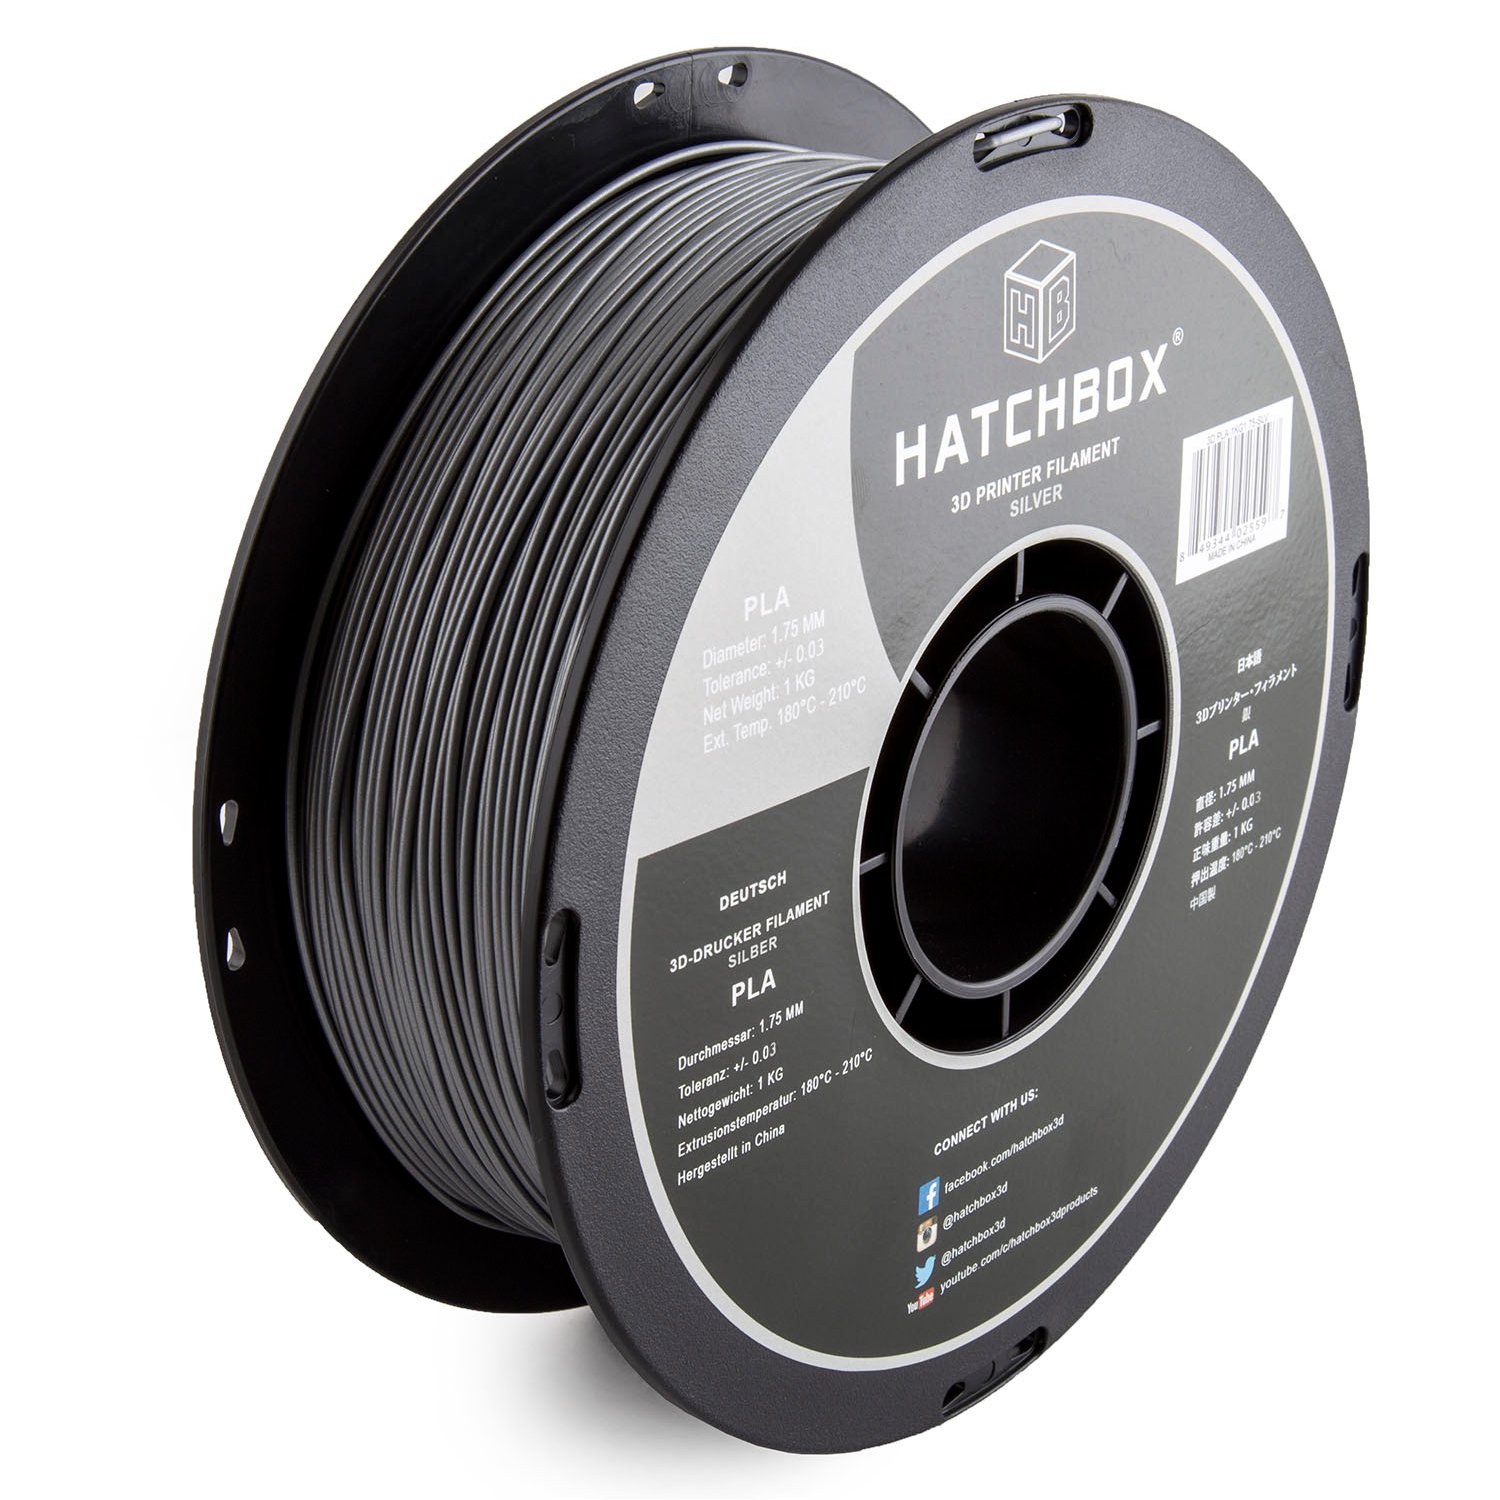 HB
HATCHBOX®
3D PRINTER FILAMENT
SILVER
3D PLA-1KG1.75-SLV
8 49344 02559 7
MADE IN CHINA
PLA
Diameter: 1.75 MM
Tolerance: +/- 0.03
Net Weight: 1 KG
Ext. Temp. 180°C - 210°C
日本語
3Dプリンター・フィラメント
銀
PLA
直径: 1.75 MM
許容差: +/- 0.03
正味重量: 1 KG
押出温度: 180°C - 210°C
中国製
DEUTSCH
3D-DRUCKER FILAMENT
SILBER
PLA
Durchmessar: 1.75 MM
Toleranz: +/- 0.03
Nettogewicht: 1 KG
Extrusionstemperatur: 180°C - 210°C
Hergestellt in China
CONNECT WITH US:
facebook.com/hatchbox3d
@hatchbox3d
@hatchbox3d
YouTube youtube.com/c/hatchbox3dproducts